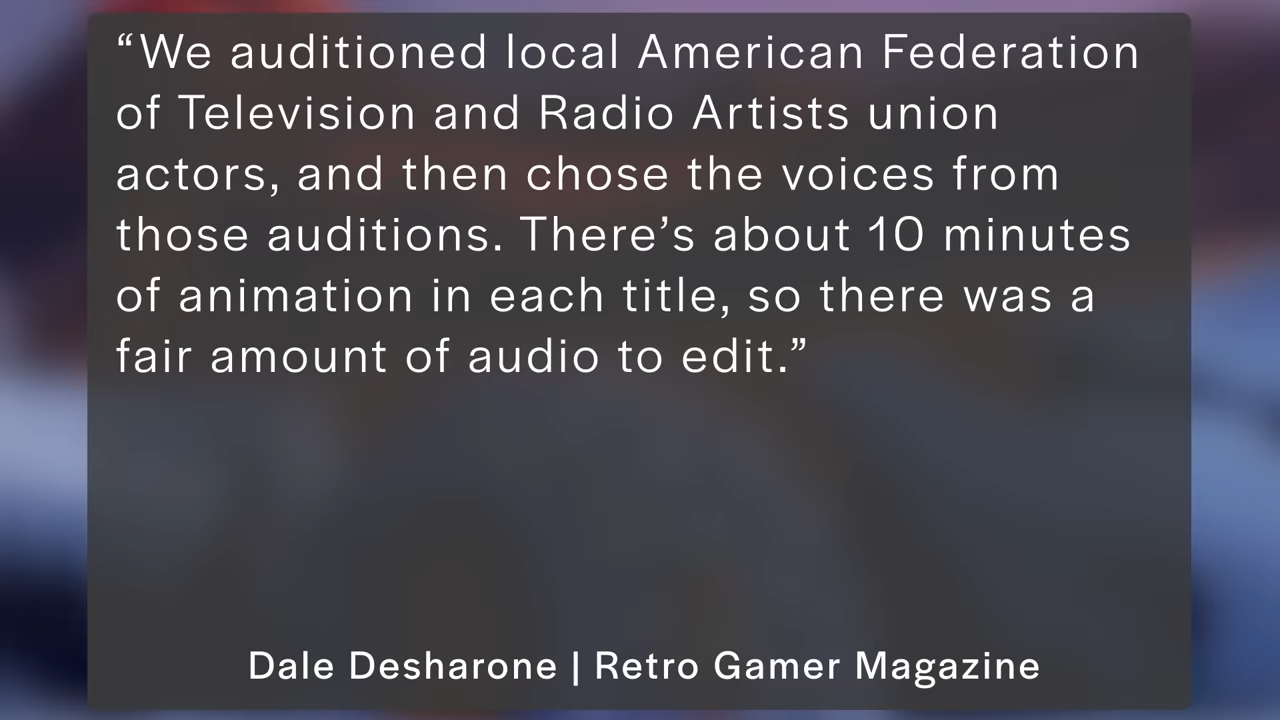 “We auditioned local American Federation
of Television and Radio Artists union
actors, and then chose the voices from
those auditions. There’s about 10 minutes
of animation in each title, so there was a
fair amount of audio to edit.”
Dale Desharone | Retro Gamer Magazine